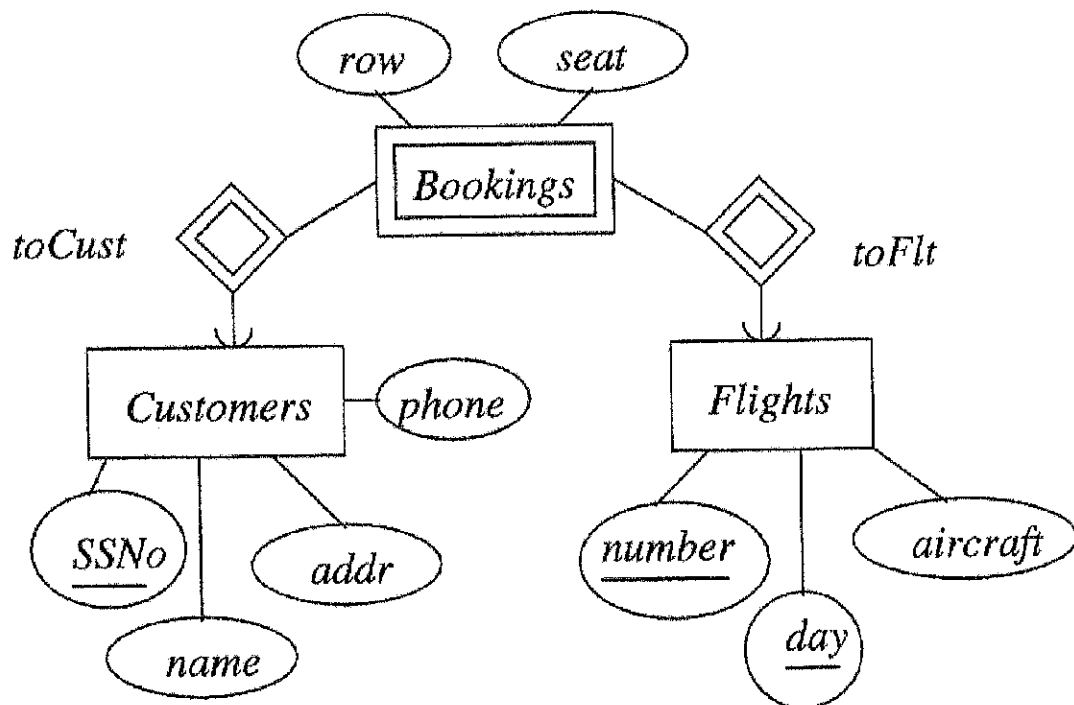 row
seat
Bookings
toCust
toFlt
Customers
phone
Flights
SSNo
addr
number
aircraft
name
day